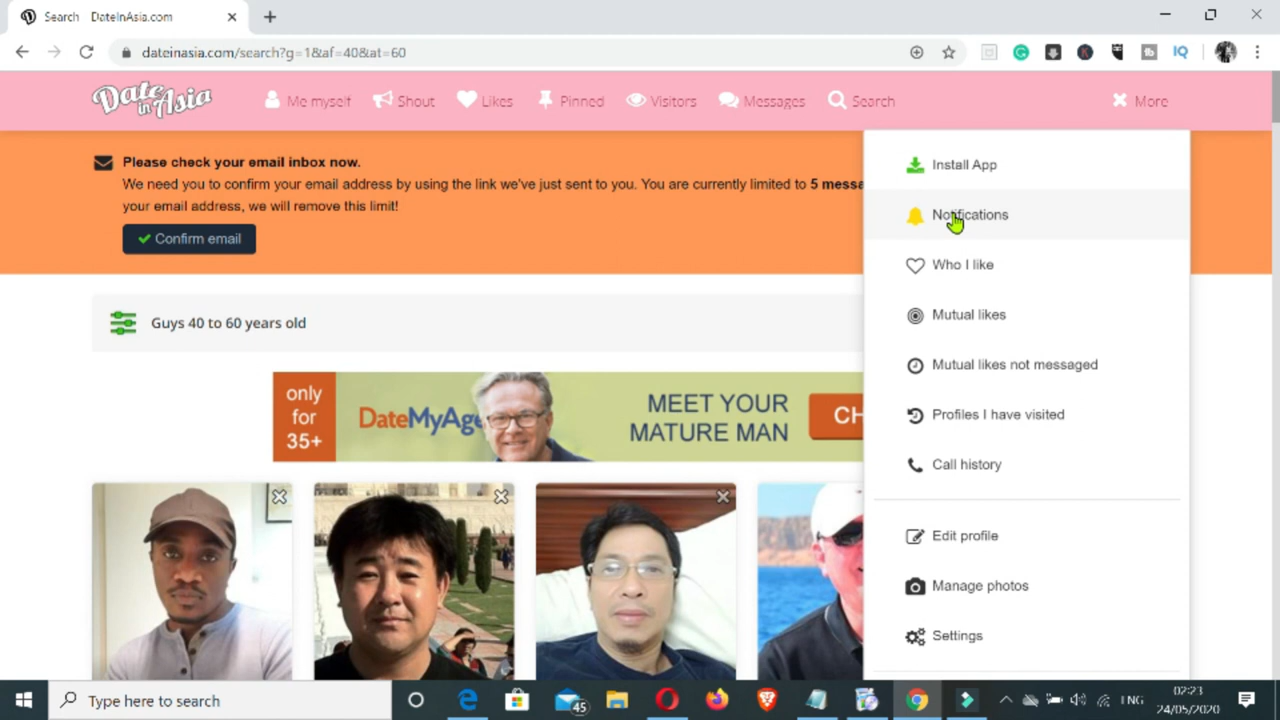 Search DateInAsia.com
dateinasia.com/search?g=1&af=40&at=60
Date in Asia
Me myself
Shout
Likes
Pinned
Visitors
Messages
Search
More
Please check your email inbox now.
We need you to confirm your email address by using the link we've just sent to you. You are currently limited to 5 messa
your email address, we will remove this limit!
Confirm email
Install App
Notifications
Who I like
Mutual likes
Mutual likes not messaged
Profiles I have visited
Call history
Edit profile
Manage photos
Settings
Guys 40 to 60 years old
only
for
35+
DateMyAge
MEET YOUR
MATURE MAN
CH
Type here to search
45
ENG
02:23
24/05/2020